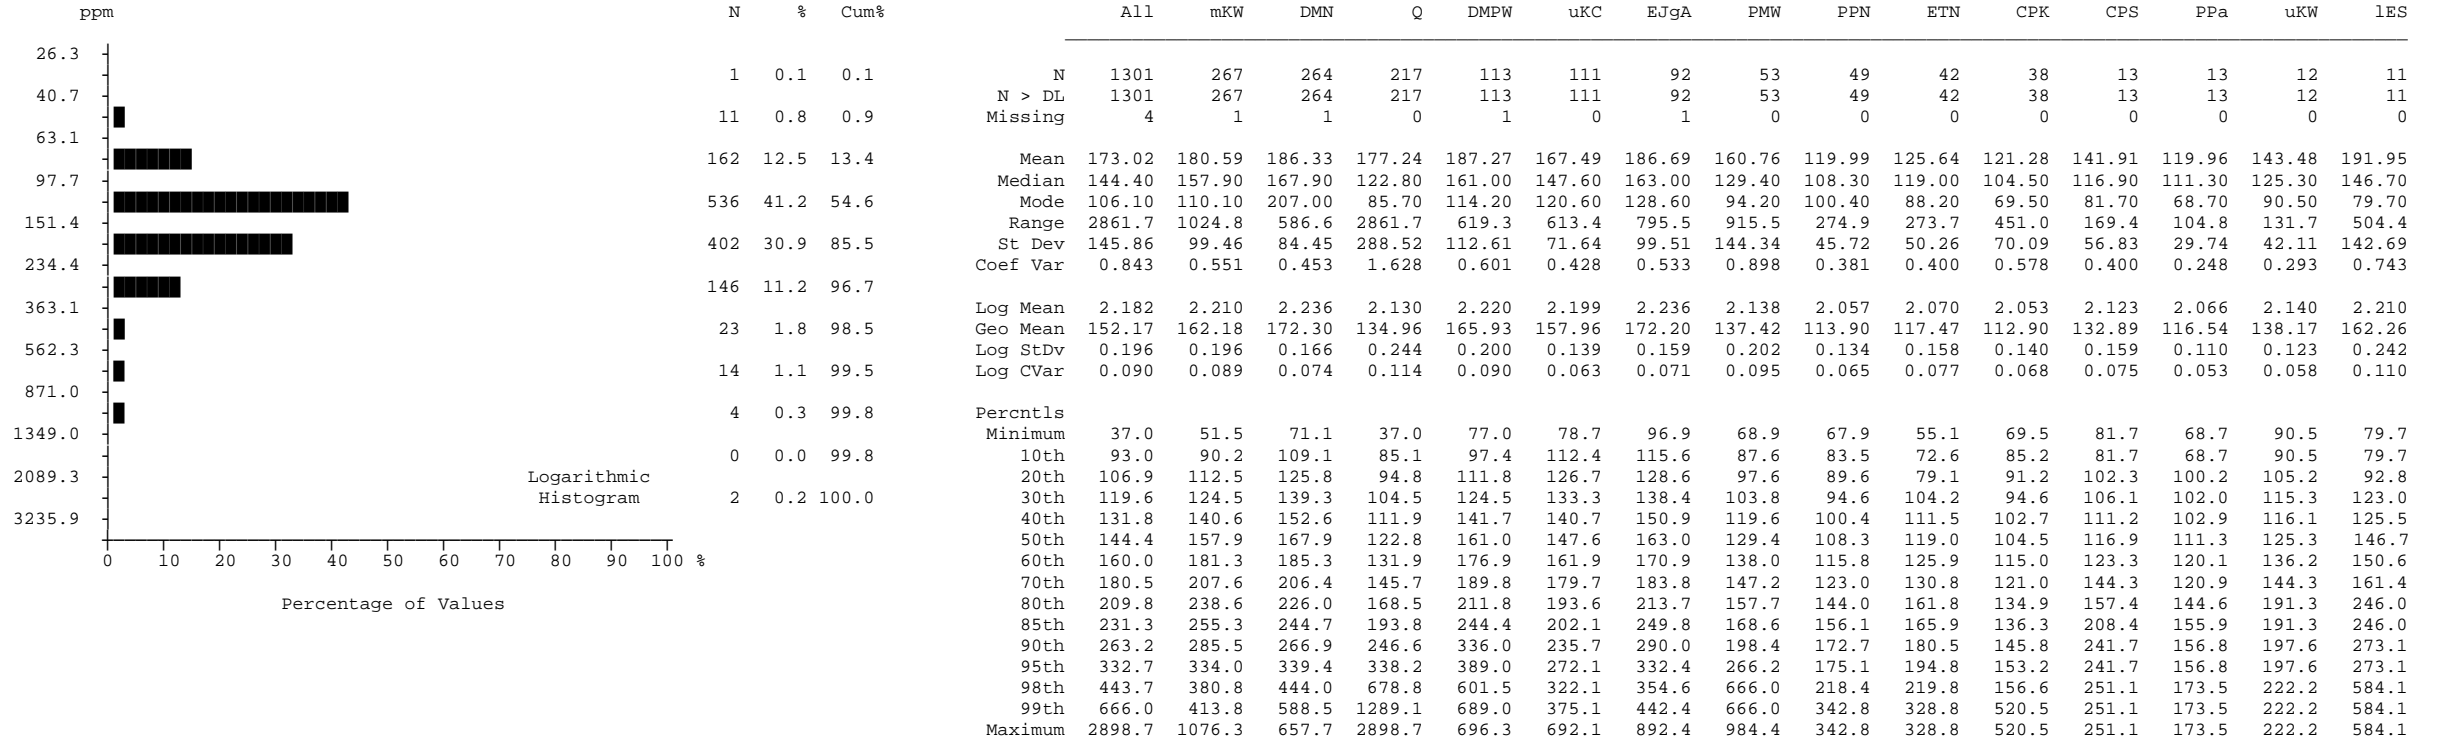 ppm N % Cum% All mKW DMN Q DMPW uKC EJgA PMW PPN ETN CPK CPS PPa uKW lES
26.3
1 0.1 0.1 N 1301 267 264 217 113 111 92 53 49 42 38 13 13 12 11
40.7 N > DL 1301 267 264 217 113 111 92 53 49 42 38 13 13 12 11
11 0.8 0.9 Missing 4 1 1 0 1 0 1 0 0 0 0 0 0 0 0
63.1
162 12.5 13.4 Mean 173.02 180.59 186.33 177.24 187.27 167.49 186.69 160.76 119.99 125.64 121.28 141.91 119.96 143.48 191.95
97.7 Median 144.40 157.90 167.90 122.80 161.00 147.60 163.00 129.40 108.30 119.00 104.50 116.90 111.30 125.30 146.70
536 41.2 54.6 Mode 106.10 110.10 207.00 85.70 114.20 120.60 128.60 94.20 100.40 88.20 69.50 81.70 68.70 90.50 79.70
151.4 Range 2861.7 1024.8 586.6 2861.7 619.3 613.4 795.5 915.5 274.9 273.7 451.0 169.4 104.8 131.7 504.4
402 30.9 85.5 St Dev 145.86 99.46 84.45 288.52 112.61 71.64 99.51 144.34 45.72 50.26 70.09 56.83 29.74 42.11 142.69
234.4 Coef Var 0.843 0.551 0.453 1.628 0.601 0.428 0.533 0.898 0.381 0.400 0.578 0.400 0.248 0.293 0.743
146 11.2 96.7
363.1 Log Mean 2.182 2.210 2.236 2.130 2.220 2.199 2.236 2.138 2.057 2.070 2.053 2.123 2.066 2.140 2.210
23 1.8 98.5 Geo Mean 152.17 162.18 172.30 134.96 165.93 157.96 172.20 137.42 113.90 117.47 112.90 132.89 116.54 138.17 162.26
562.3 Log StDv 0.196 0.196 0.166 0.244 0.200 0.139 0.159 0.202 0.134 0.158 0.140 0.159 0.110 0.123 0.242
14 1.1 99.5 Log CVar 0.090 0.089 0.074 0.114 0.090 0.063 0.071 0.095 0.065 0.077 0.068 0.075 0.053 0.058 0.110
871.0
4 0.3 99.8 Percntls
1349.0 Minimum 37.0 51.5 71.1 37.0 77.0 78.7 96.9 68.9 67.9 55.1 69.5 81.7 68.7 90.5 79.7
0 0.0 99.8 10th 93.0 90.2 109.1 85.1 97.4 112.4 115.6 87.6 83.5 72.6 85.2 81.7 68.7 90.5 79.7
2089.3 Logarithmic 20th 106.9 112.5 125.8 94.8 111.8 126.7 128.6 97.6 89.6 79.1 91.2 102.3 100.2 105.2 92.8
Histogram 2 0.2 100.0 30th 119.6 124.5 139.3 104.5 124.5 133.3 138.4 103.8 94.6 104.2 94.6 106.1 102.0 115.3 123.0
3235.9 40th 131.8 140.6 152.6 111.9 141.7 140.7 150.9 119.6 100.4 111.5 102.7 111.2 102.9 116.1 125.5
50th 144.4 157.9 167.9 122.8 161.0 147.6 163.0 129.4 108.3 119.0 104.5 116.9 111.3 125.3 146.7
0 10 20 30 40 50 60 70 80 90 100 % 60th 160.0 181.3 185.3 131.9 176.9 161.9 170.9 138.0 115.8 125.9 115.0 123.3 120.1 136.2 150.6
70th 180.5 207.6 206.4 145.7 189.8 179.7 183.8 147.2 123.0 130.8 121.0 144.3 120.9 144.3 161.4
Percentage of Values 80th 209.8 238.6 226.0 168.5 211.8 193.6 213.7 157.7 144.0 161.8 134.9 157.4 144.6 191.3 246.0
85th 231.3 255.3 244.7 193.8 244.4 202.1 249.8 168.6 156.1 165.9 136.3 208.4 155.9 191.3 246.0
90th 263.2 285.5 266.9 246.6 336.0 235.7 290.0 198.4 172.7 180.5 145.8 241.7 156.8 197.6 273.1
95th 332.7 334.0 339.4 338.2 389.0 272.1 332.4 266.2 175.1 194.8 153.2 241.7 156.8 197.6 273.1
98th 443.7 380.8 444.0 678.8 601.5 322.1 354.6 666.0 218.4 219.8 156.6 251.1 173.5 222.2 584.1
99th 666.0 413.8 588.5 1289.1 689.0 375.1 442.4 666.0 342.8 328.8 520.5 251.1 173.5 222.2 584.1
Maximum 2898.7 1076.3 657.7 2898.7 696.3 692.1 892.4 984.4 342.8 328.8 520.5 251.1 173.5 222.2 584.1